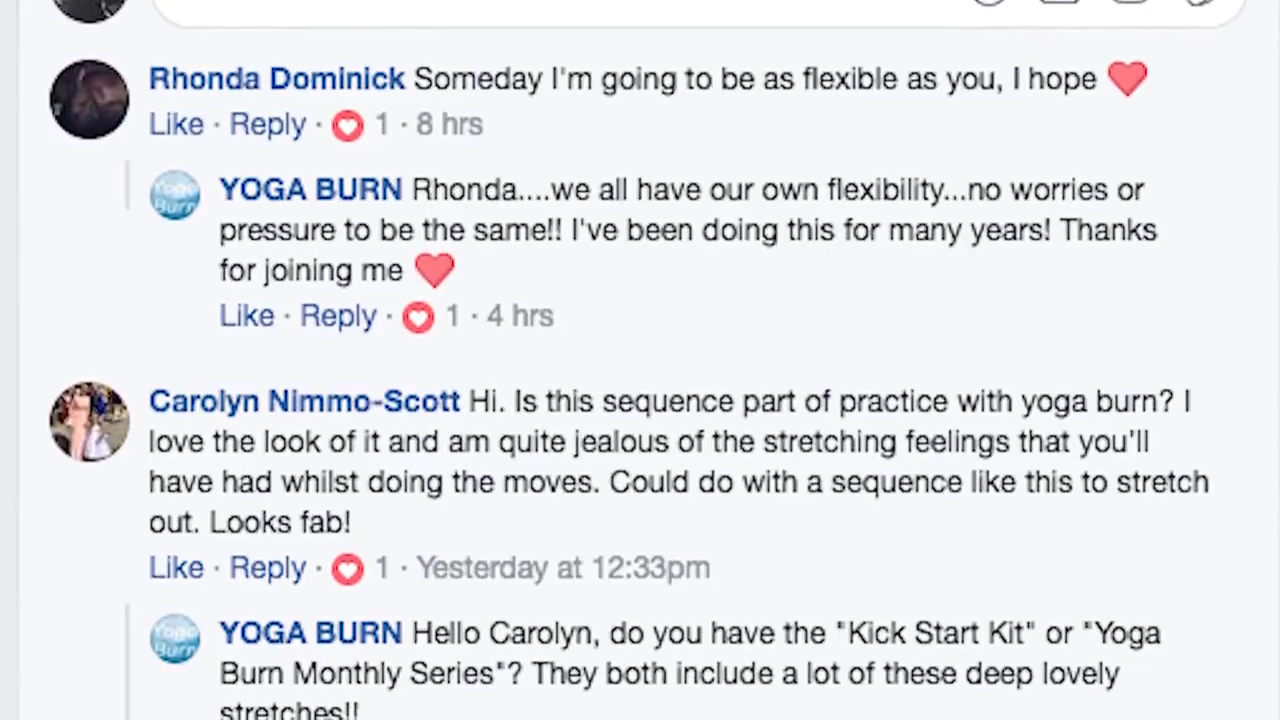 Rhonda Dominick Someday I'm going to be as flexible as you, I hope ❤️
Like · Reply · 1 · 8 hrs
Yoga Burn
YOGA BURN Rhonda....we all have our own flexibility...no worries or
pressure to be the same!! I've been doing this for many years! Thanks
for joining me ❤️
Like · Reply · 1 · 4 hrs
Carolyn Nimmo-Scott Hi. Is this sequence part of practice with yoga burn? I
love the look of it and am quite jealous of the stretching feelings that you'll
have had whilst doing the moves. Could do with a sequence like this to stretch
out. Looks fab!
Like · Reply · 1 · Yesterday at 12:33pm
Yoga Burn
YOGA BURN Hello Carolyn, do you have the "Kick Start Kit" or "Yoga
Burn Monthly Series"? They both include a lot of these deep lovely
stretches!!